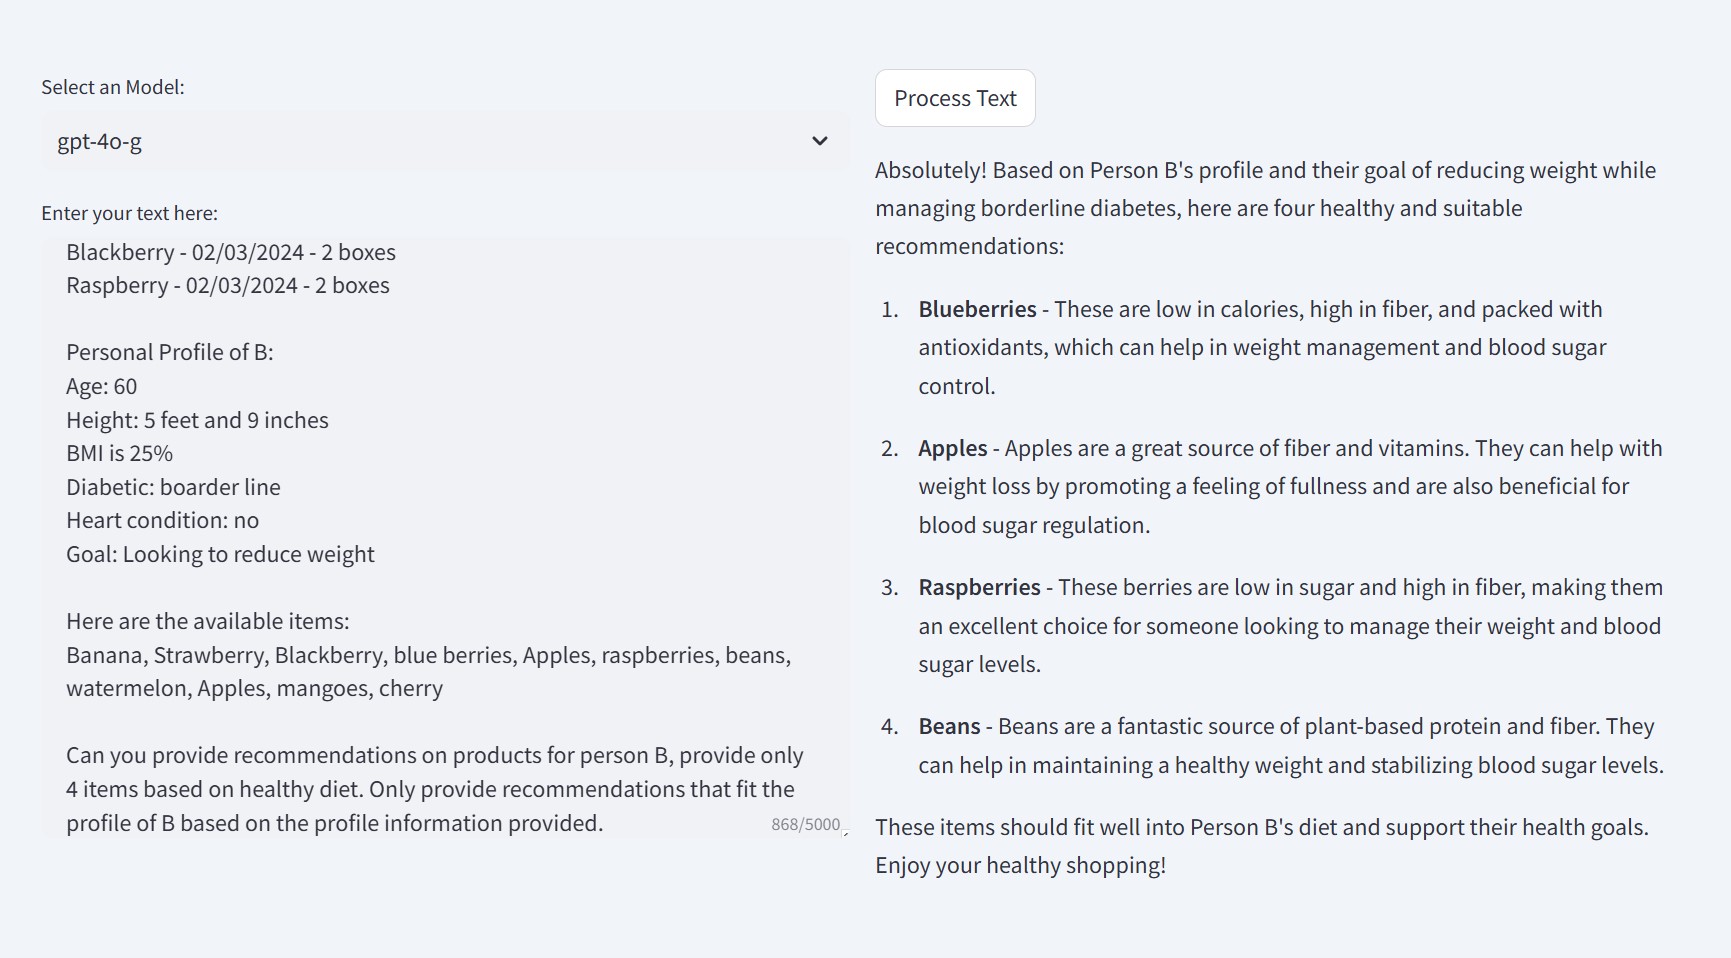 Select an Model:
gpt-4o-g
Enter your text here:
Blackberry - 02/03/2024 - 2 boxes
Raspberry - 02/03/2024 - 2 boxes
Personal Profile of B:
Age: 60
Height: 5 feet and 9 inches
BMI is 25%
Diabetic: boarder line
Heart condition: no
Goal: Looking to reduce weight
Here are the available items:
Banana, Strawberry, Blackberry, blue berries, Apples, raspberries, beans,
watermelon, Apples, mangoes, cherry
Can you provide recommendations on products for person B, provide only
4 items based on healthy diet. Only provide recommendations that fit the
profile of B based on the profile information provided.
868/5000
Process Text
Absolutely! Based on Person B's profile and their goal of reducing weight while
managing borderline diabetes, here are four healthy and suitable
recommendations:
1. Blueberries - These are low in calories, high in fiber, and packed with
antioxidants, which can help in weight management and blood sugar
control.
2. Apples - Apples are a great source of fiber and vitamins. They can help with
weight loss by promoting a feeling of fullness and are also beneficial for
blood sugar regulation.
3. Raspberries - These berries are low in sugar and high in fiber, making them
an excellent choice for someone looking to manage their weight and blood
sugar levels.
4. Beans - Beans are a fantastic source of plant-based protein and fiber. They
can help in maintaining a healthy weight and stabilizing blood sugar levels.
These items should fit well into Person B's diet and support their health goals.
Enjoy your healthy shopping!